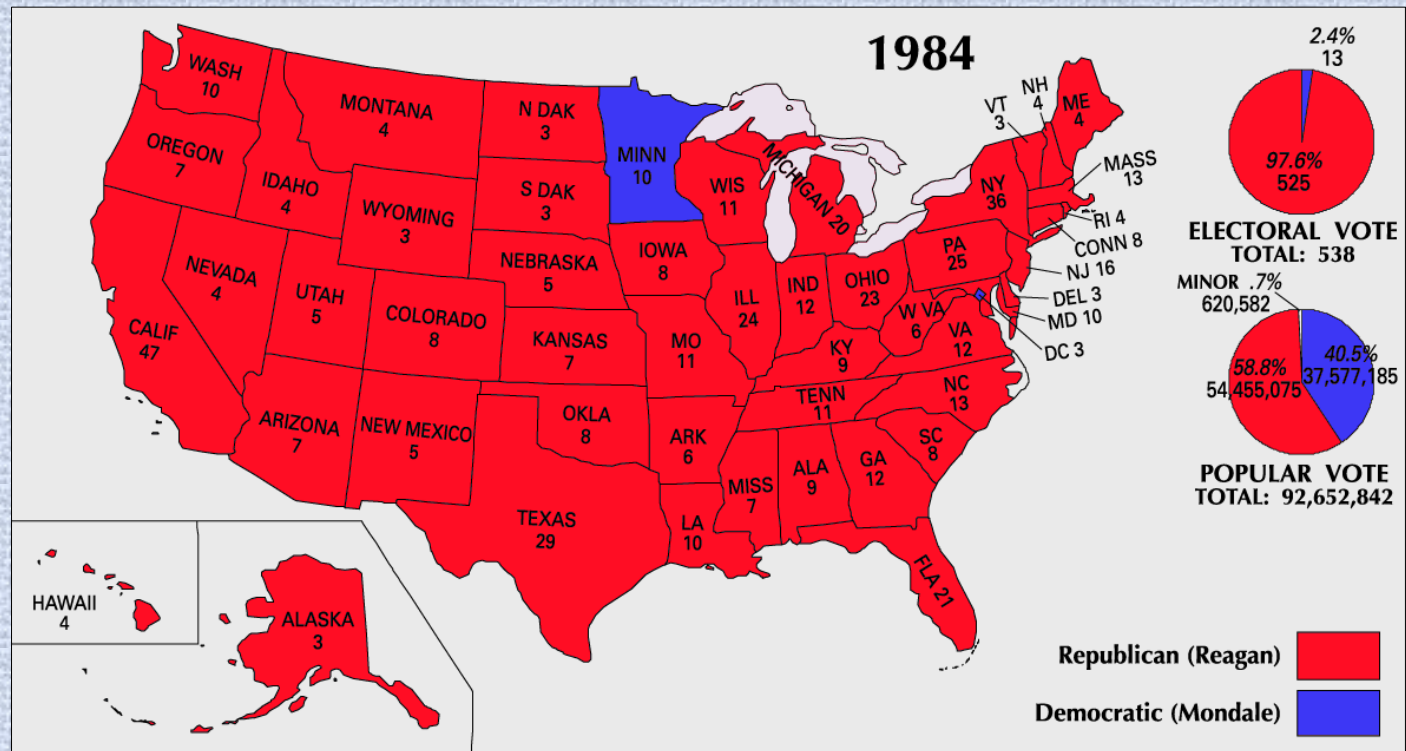 1984
WASH
10
OREGON
7
CALIF
47
IDAHO
4
NEVADA
4
MONTANA
4
WYOMING
3
UTAH
5
ARIZONA
7
COLORADO
8
NEW MEXICO
5
N DAK
3
S DAK
3
NEBRASKA
5
KANSAS
7
OKLA
8
TEXAS
29
MINN
10
IOWA
8
MO
11
ARK
6
LA
10
WIS
11
ILL
24
MICHIGAN 20
IND
12
OHIO
23
KY
9
TENN
11
MISS
7
ALA
9
GA
12
FLA 21
SC
8
NC
13
VA
12
W VA
6
PA
25
NY
36
VT
3
NH
4
ME
4
MASS
13
RI 4
CONN 8
NJ 16
DEL 3
MD 10
DC 3
HAWAII
4
ALASKA
3
2.4%
13
97.6%
525
ELECTORAL VOTE
TOTAL: 538
MINOR .7%
620,582
58.8%
54,455,075
40.5%
37,577,185
POPULAR VOTE
TOTAL: 92,652,842
Republican (Reagan)
Democratic (Mondale)